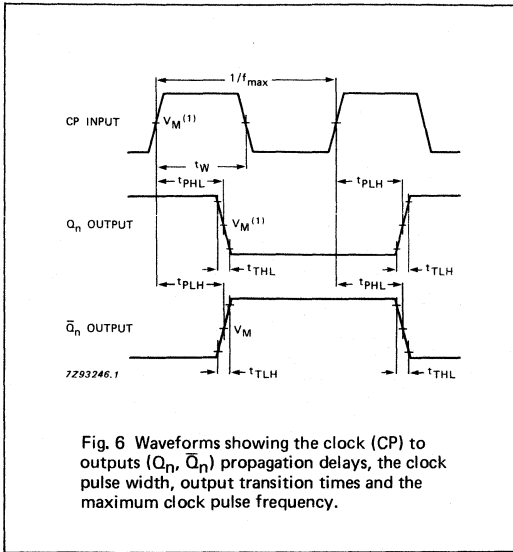 1/fmax
CP INPUT
VM(1)
tW
tPHL
tPLH
Qn OUTPUT
VM(1)
tTHL
tTLH
tPLH
tPHL
Q̄n OUTPUT
VM
7Z93246.1
tTLH
tTHL
Fig. 6 Waveforms showing the clock (CP) to
outputs (Qn, Q̄n) propagation delays, the clock
pulse width, output transition times and the
maximum clock pulse frequency.